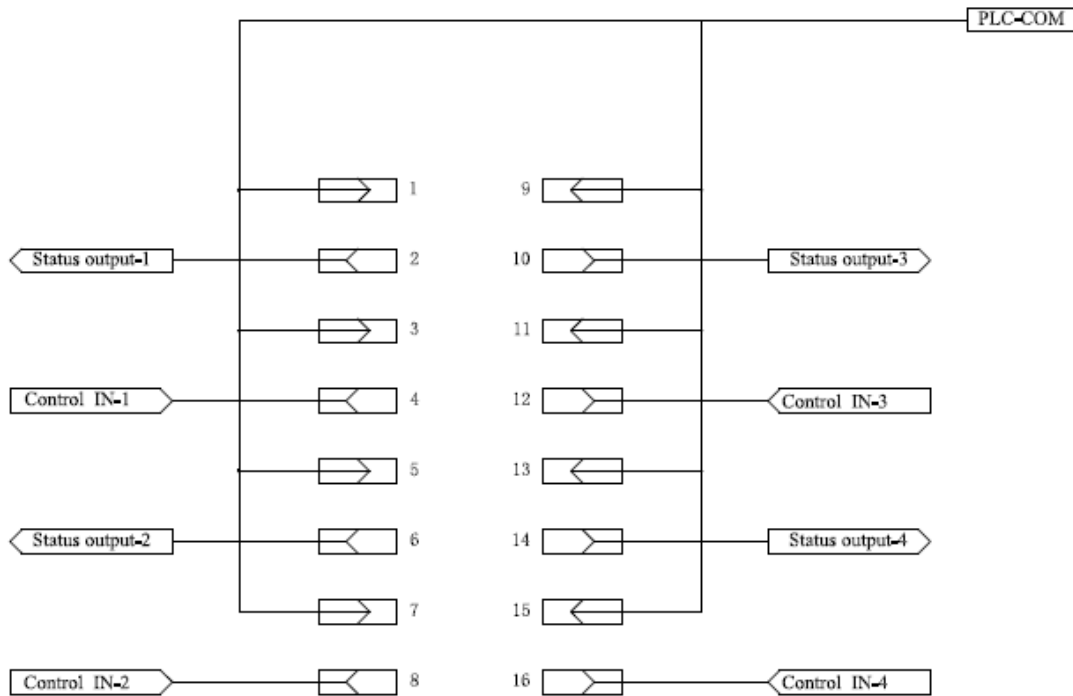 PLC-COM
1 9
Status output-1 2 10 Status output-3
3 11
Control IN-1 4 12 Control IN-3
5 13
Status output-2 6 14 Status output-4
7 15
Control IN-2 8 16 Control IN-4